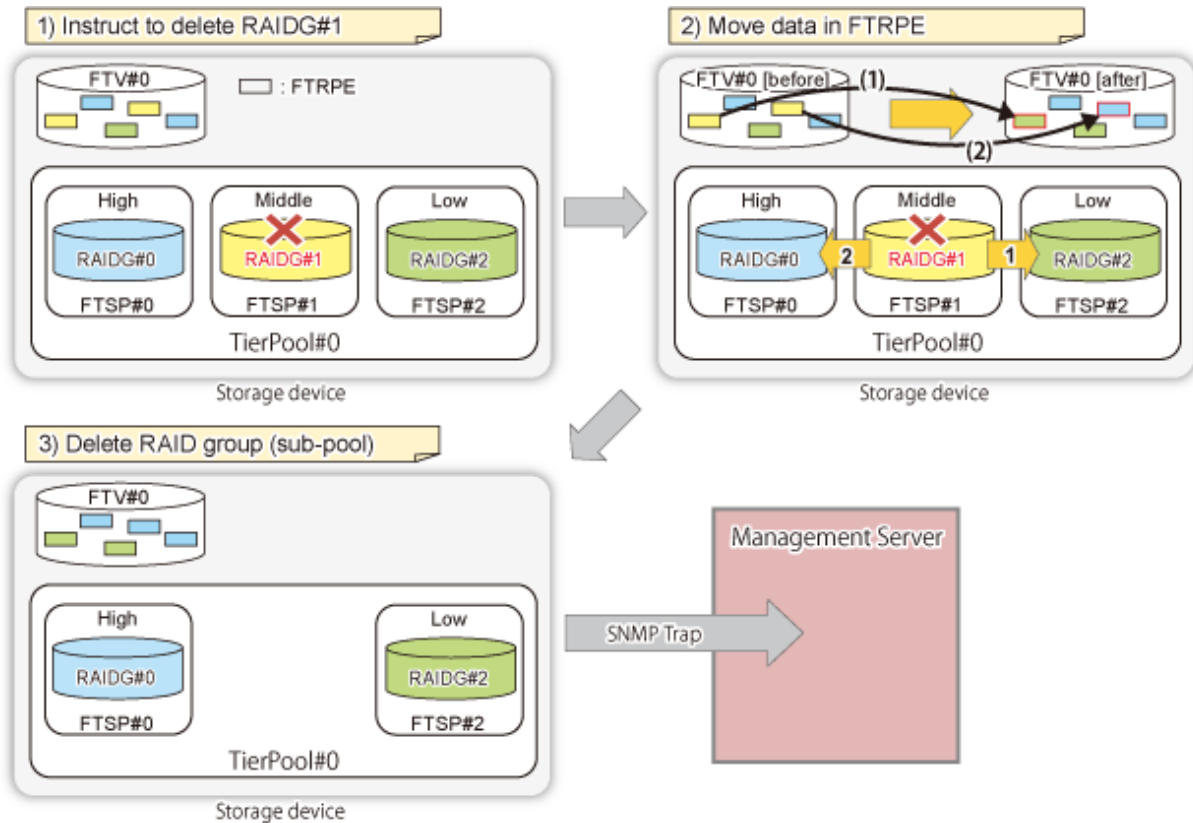 1) Instruct to delete RAIDG#1
FTV#0
: FTRPE
High
Middle
Low
RAIDG#0
RAIDG#1
RAIDG#2
FTSP#0
FTSP#1
FTSP#2
TierPool#0
Storage device
2) Move data in FTRPE
FTV#0 [before]
(1)
FTV#0 [after]
(2)
High
Middle
Low
RAIDG#0
2
RAIDG#1
1
RAIDG#2
FTSP#0
FTSP#1
FTSP#2
TierPool#0
Storage device
3) Delete RAID group (sub-pool)
FTV#0
High
Low
RAIDG#0
RAIDG#2
FTSP#0
FTSP#2
TierPool#0
Storage device
SNMP Trap
Management Server